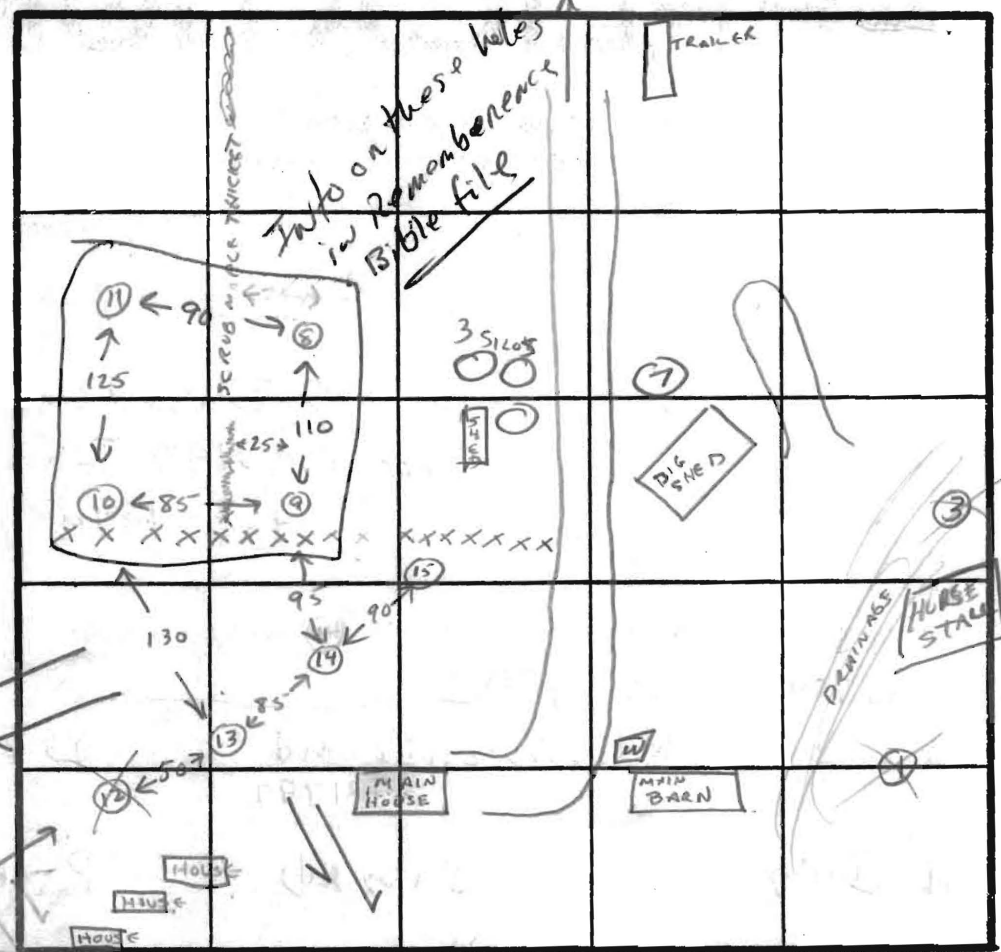 TRAILER
Info on these holes
in Rememberence
Bible file
SCRUB
THICKET
11
90
8
3 SILOS
7
125
110
SHED
25
BIG
SHED
10
85
9
X X X X X X X X X X
X X X X X X X
3
15
95
90
HORSE
STALL
130
14
DRAINAGE
85
13
W
50?
12
MAIN
HOUSE
MAIN
BARN
HOUSE
HOUSE
HOUSE